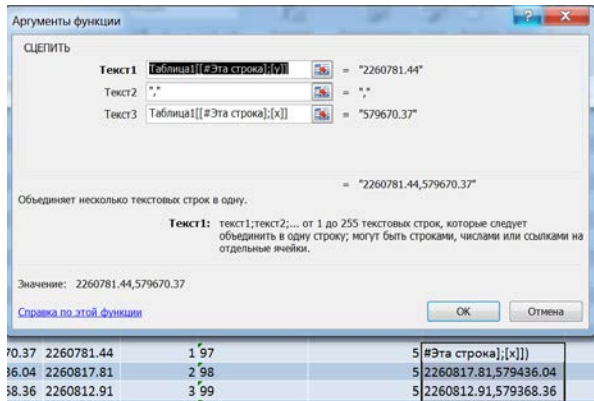 Аргументы функции
СЦЕПИТЬ
Текст1 Таблица1[[#Эта строка];[y]] = "2260781.44"
Текст2 "," = ","
Текст3 Таблица1[[#Эта строка];[x]] = "579670.37"
= "2260781.44,579670.37"
Объединяет несколько текстовых строк в одну.
Текст1: текст1;текст2;... от 1 до 255 текстовых строк, которые следует
объединить в одну строку; могут быть строками, числами или ссылками на
отдельные ячейки.
Значение: 2260781.44,579670.37
Справка по этой функции
ОК Отмена
70.37 2260781.44 1 97 5 #Эта строка];[x]])
36.04 2260817.81 2 98 5 2260817.81,579436.04
58.36 2260812.91 3 99 5 2260812.91,579368.36